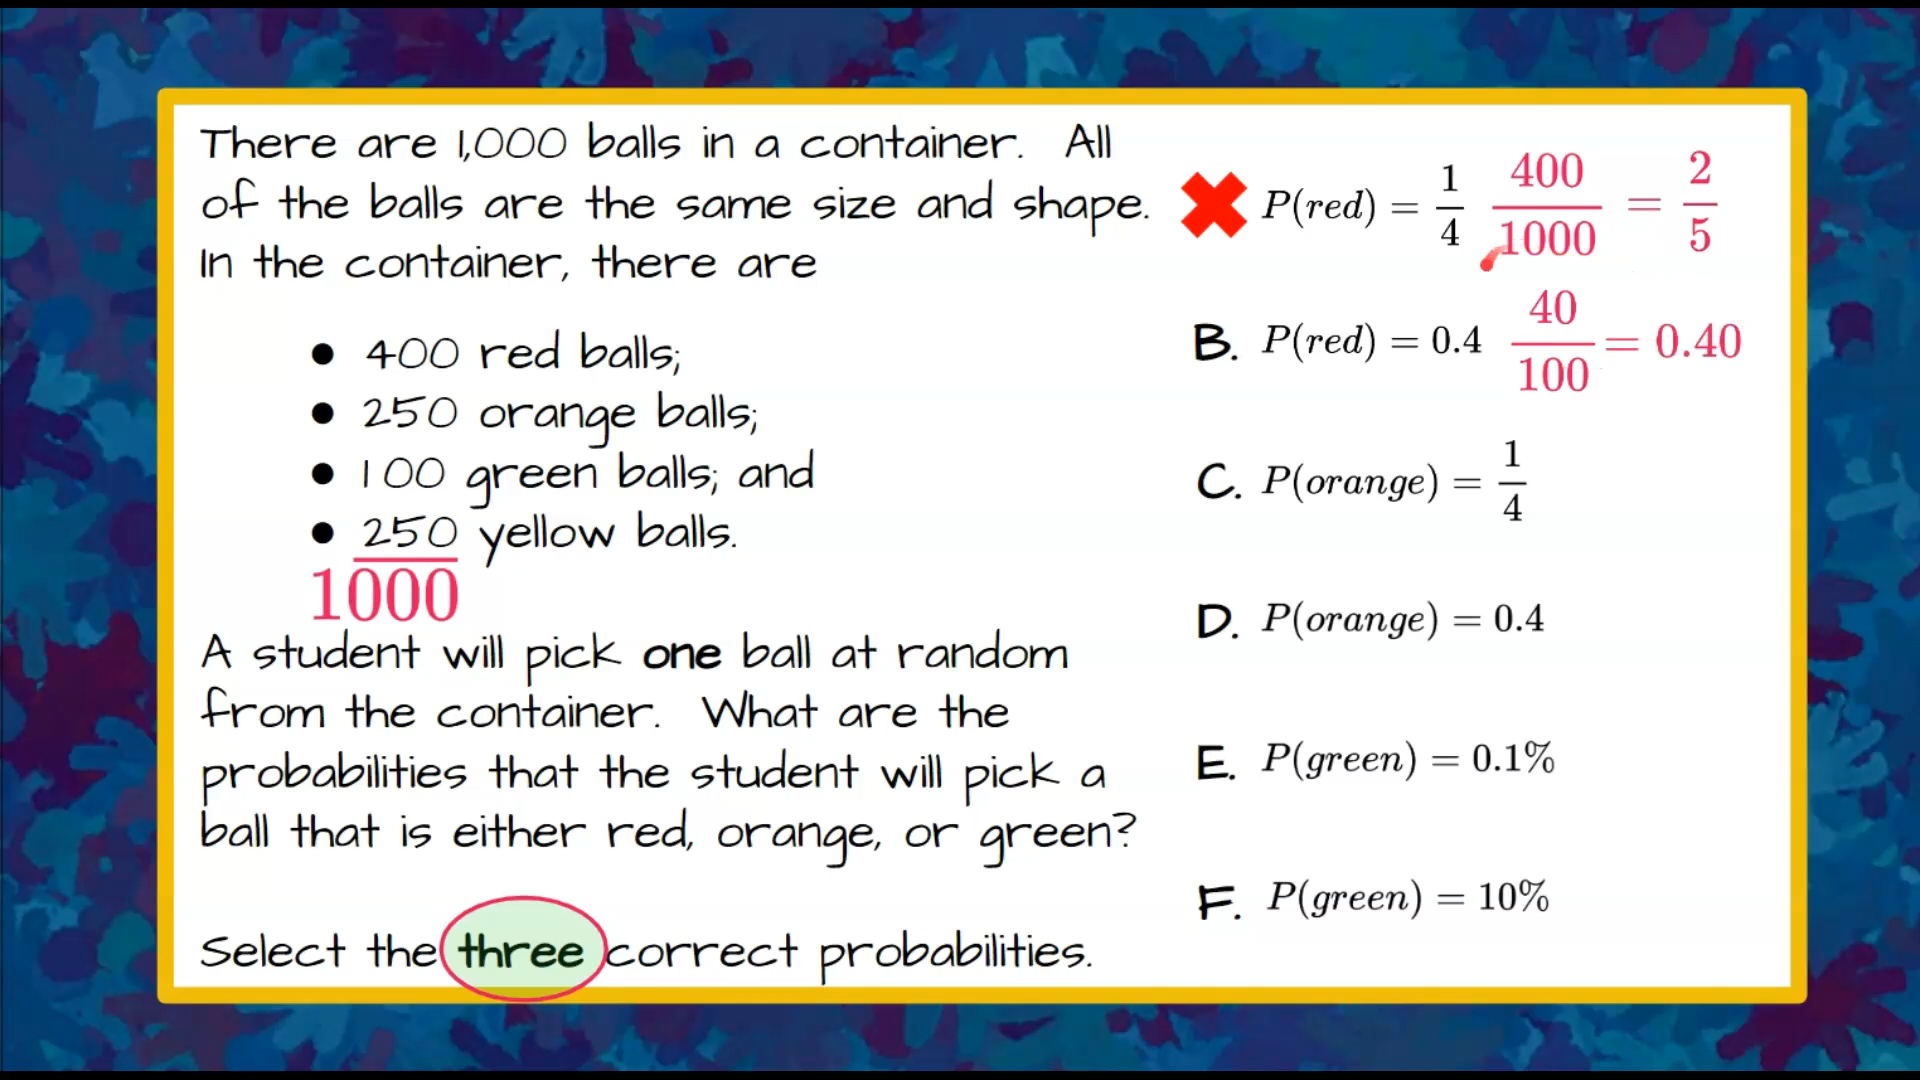 There are 1,000 balls in a container. All
of the balls are the same size and shape.
In the container, there are
● 400 red balls;
● 250 orange balls;
● 100 green balls; and
● 250 yellow balls.
1000
A student will pick one ball at random
from the container. What are the
probabilities that the student will pick a
ball that is either red, orange, or green?
Select the three correct probabilities.
P(red) = 1/4 400/1000 = 2/5
B. P(red) = 0.4 40/100 = 0.40
C. P(orange) = 1/4
D. P(orange) = 0.4
E. P(green) = 0.1%
F. P(green) = 10%